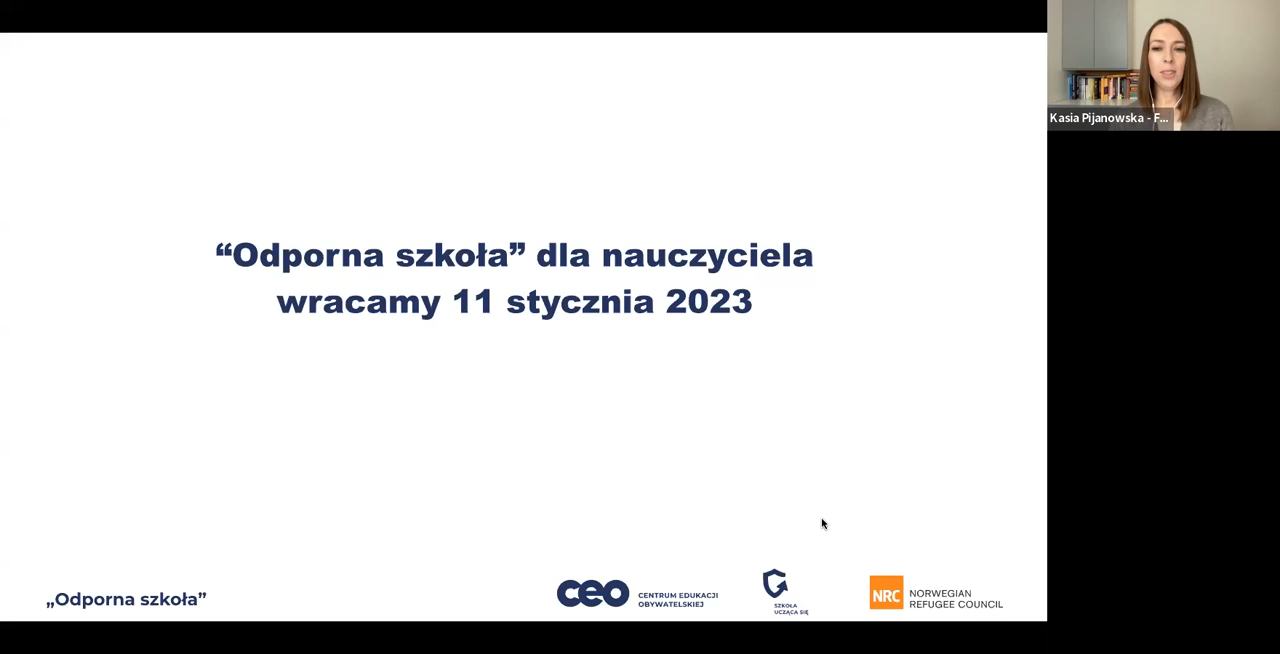 Kasia Pijanowska - F...
“Odporna szkoła” dla nauczyciela
wracamy 11 stycznia 2023
„Odporna szkoła”
ceo
CENTRUM EDUKACJI
OBYWATELSKIEJ
SZKOŁA
UCZĄCA SIĘ
NRC
NORWEGIAN
REFUGEE COUNCIL